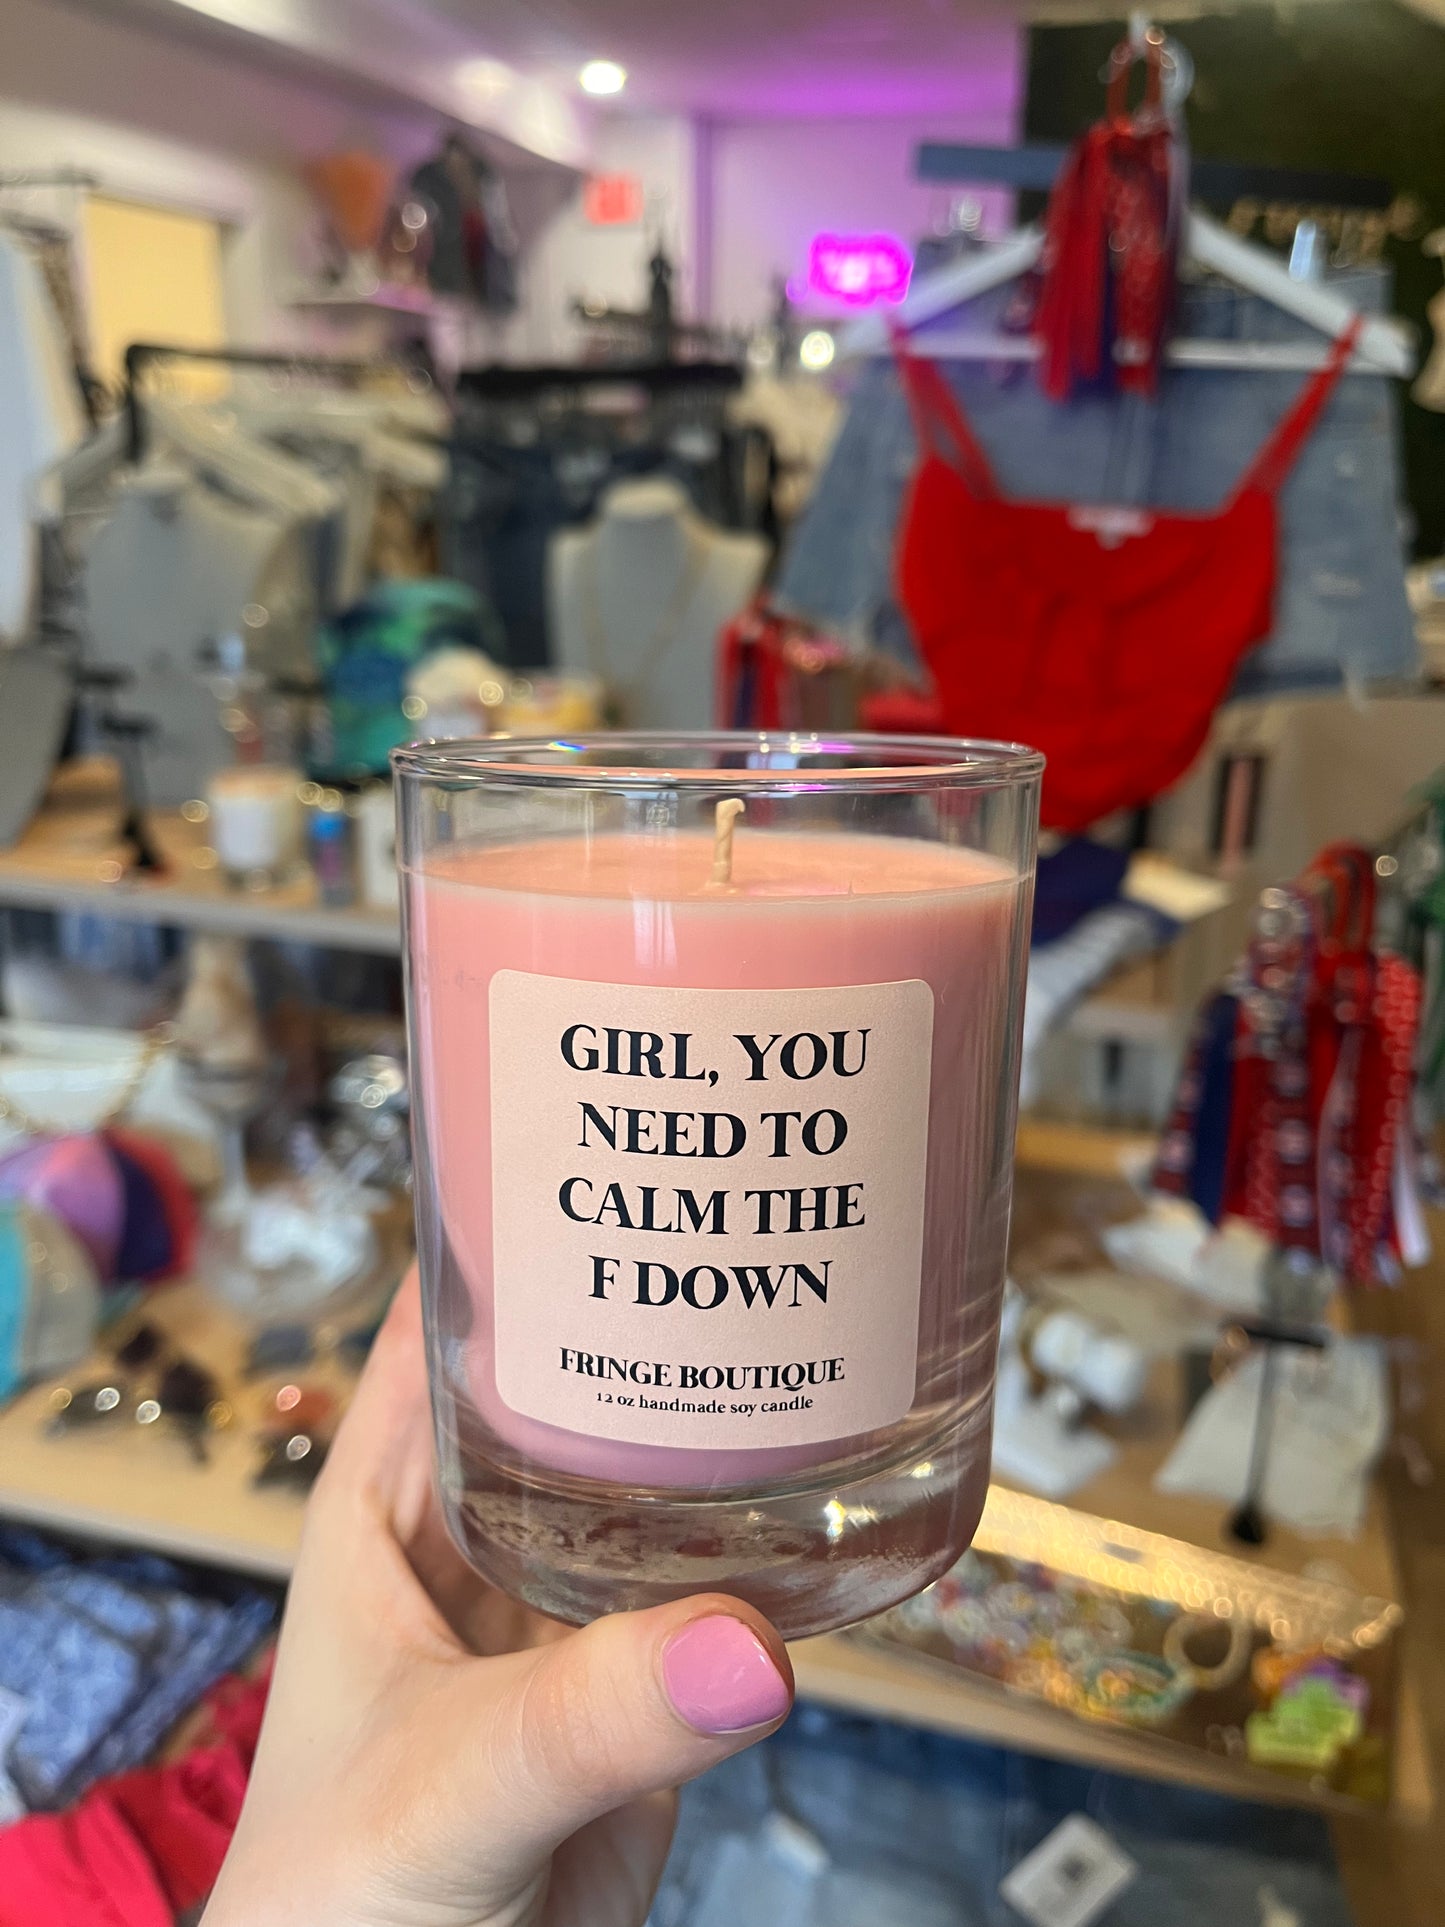 GIRL, YOU
NEED TO
CALM THE
F DOWN
FRINGE BOUTIQUE
12 oz handmade soy candle